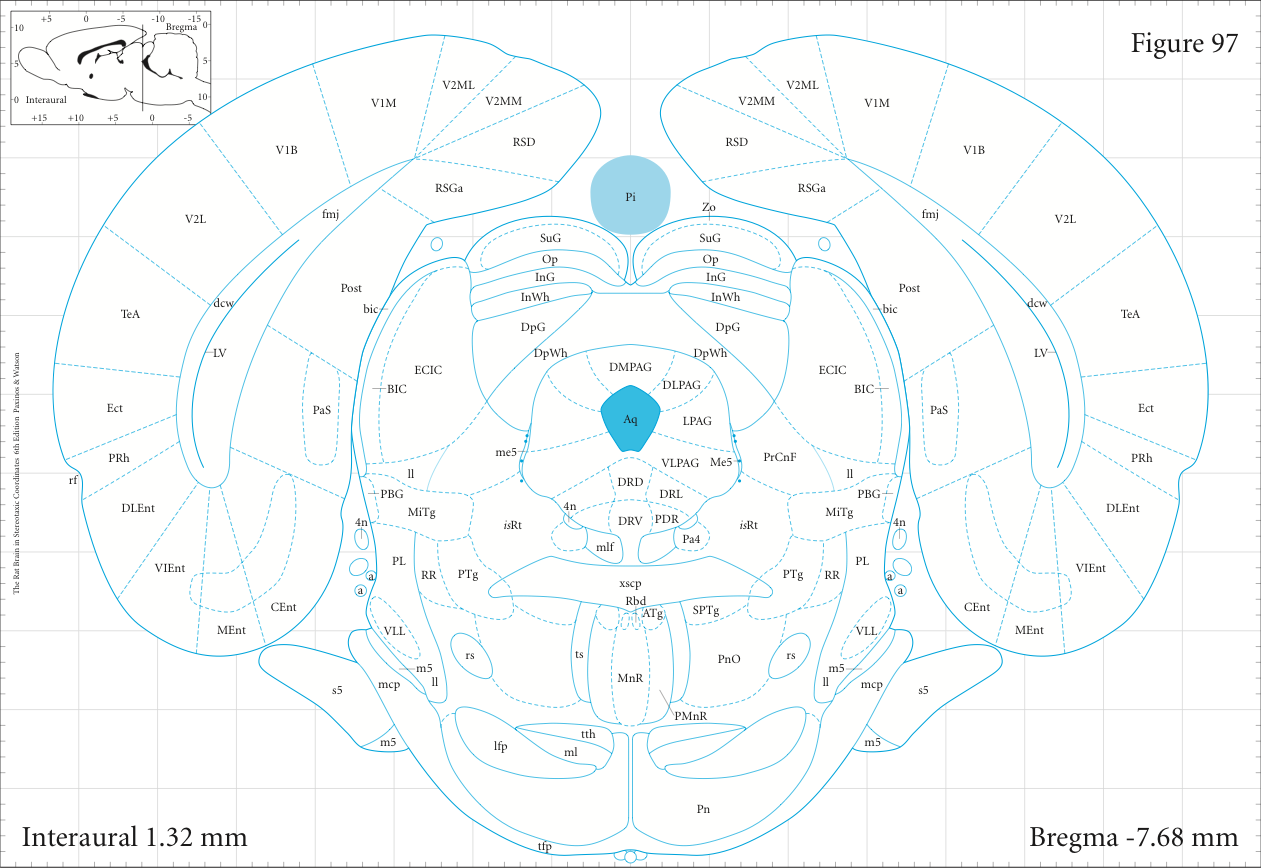 +5 0 -5 -10 -15
Bregma
10 0
5 5
0 10
Interaural
+15 +10 +5 0 -5
Figure 97
V2ML V2ML
V1M V2MM V2MM V1M
RSD RSD
V1B V1B
RSGa Pi RSGa
V2L fmj Zo fmj V2L
SuG SuG
Op Op
InG InG
Post InWh InWh Post
dcw bic bic dcw
TeA DpG DpG TeA
LV DpWh DpWh LV
ECIC DMPAG ECIC
BIC DLPAG BIC
Ect PaS Aq LPAG PaS Ect
PRh me5 VLPAG Me5 PrCnF PRh
rf ll DRD ll
PBG DRL PBG
DLEnt MiTg 4n MiTg DLEnt
4n isRt DRV PDR isRt 4n
mlf Pa4
VIEnt PL RR PTg PTg RR PL VIEnt
a xscp a
a a
CEnt Rbd ATg SPTg CEnt
MEnt VLL VLL MEnt
ts rs PnO rs
m5 m5
s5 mcp ll MnR ll mcp s5
PMnR
m5 tth m5
lfp ml
Pn
tfp
The Rat Brain in Stereotaxic Coordinates 6th Edition Paxinos & Watson
Interaural 1.32 mm
Bregma -7.68 mm